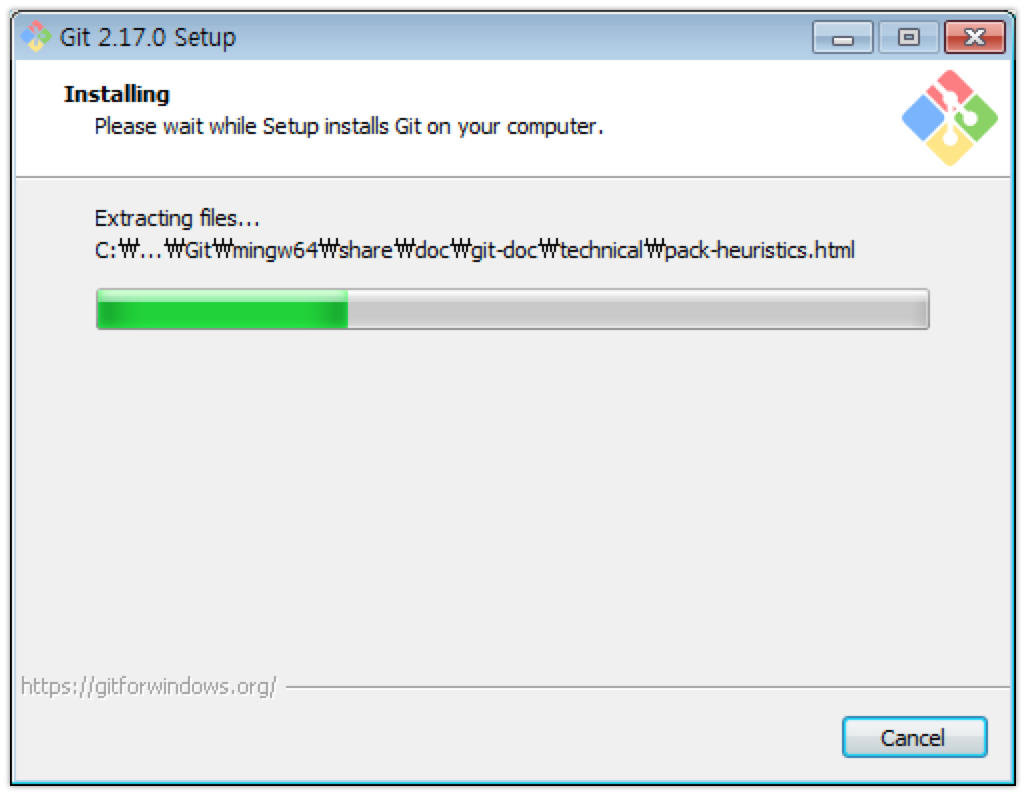 Git 2.17.0 Setup
Installing
Please wait while Setup installs Git on your computer.
Extracting files...
C:₩...₩Git₩mingw64₩share₩doc₩git-doc₩technical₩pack-heuristics.html
https://gitforwindows.org/
Cancel